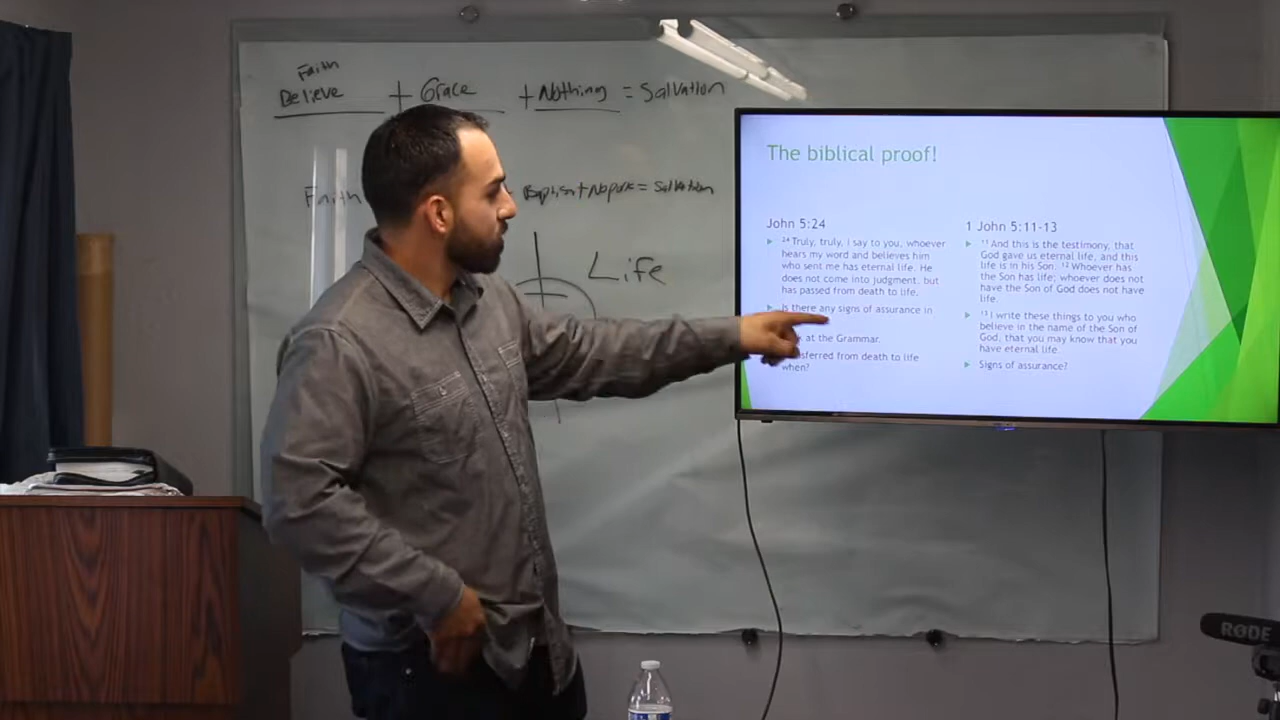 Faith
Believe + Grace + Nothing = Salvation
Faith = Salvation
Life
The biblical proof!
John 5:24
24 Truly, truly, I say to you, whoever
hears my word and believes him
who sent me has eternal life. He
does not come into judgment, but
has passed from death to life.
Is there any signs of assurance in
at the Grammar.
from death to life
when?
1 John 5:11-13
11 And this is the testimony, that
God gave us eternal life, and this
life is in his Son. 12 Whoever has
the Son has life; whoever does not
have the Son of God does not have
life.
13 I write these things to you who
believe in the name of the Son of
God, that you may know that you
have eternal life.
Signs of assurance?
RØDE